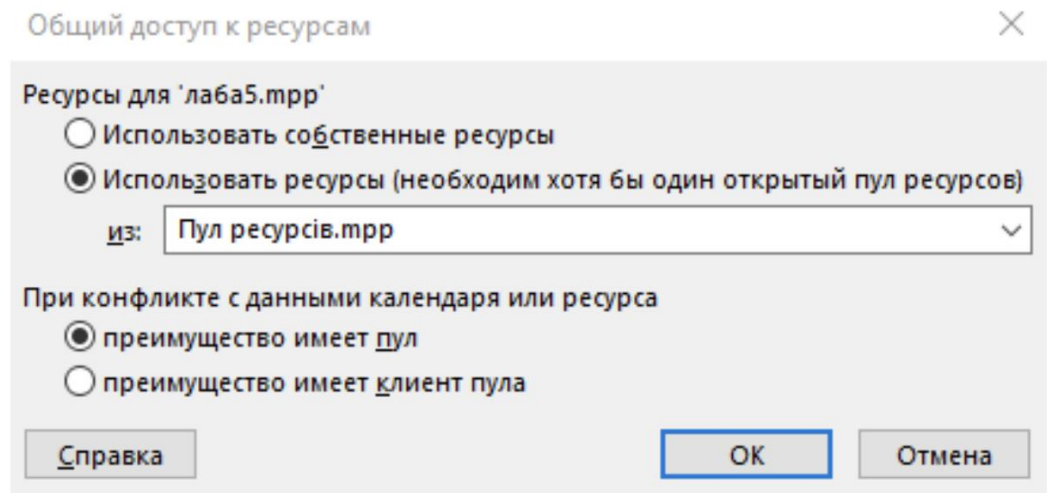 Общий доступ к ресурсам
Ресурсы для 'лаба5.mpp'
Использовать собственные ресурсы
Использовать ресурсы (необходим хотя бы один открытый пул ресурсов)
из: Пул ресурсів.mpp
При конфликте с данными календаря или ресурса
преимущество имеет пул
преимущество имеет клиент пула
Справка ОК Отмена